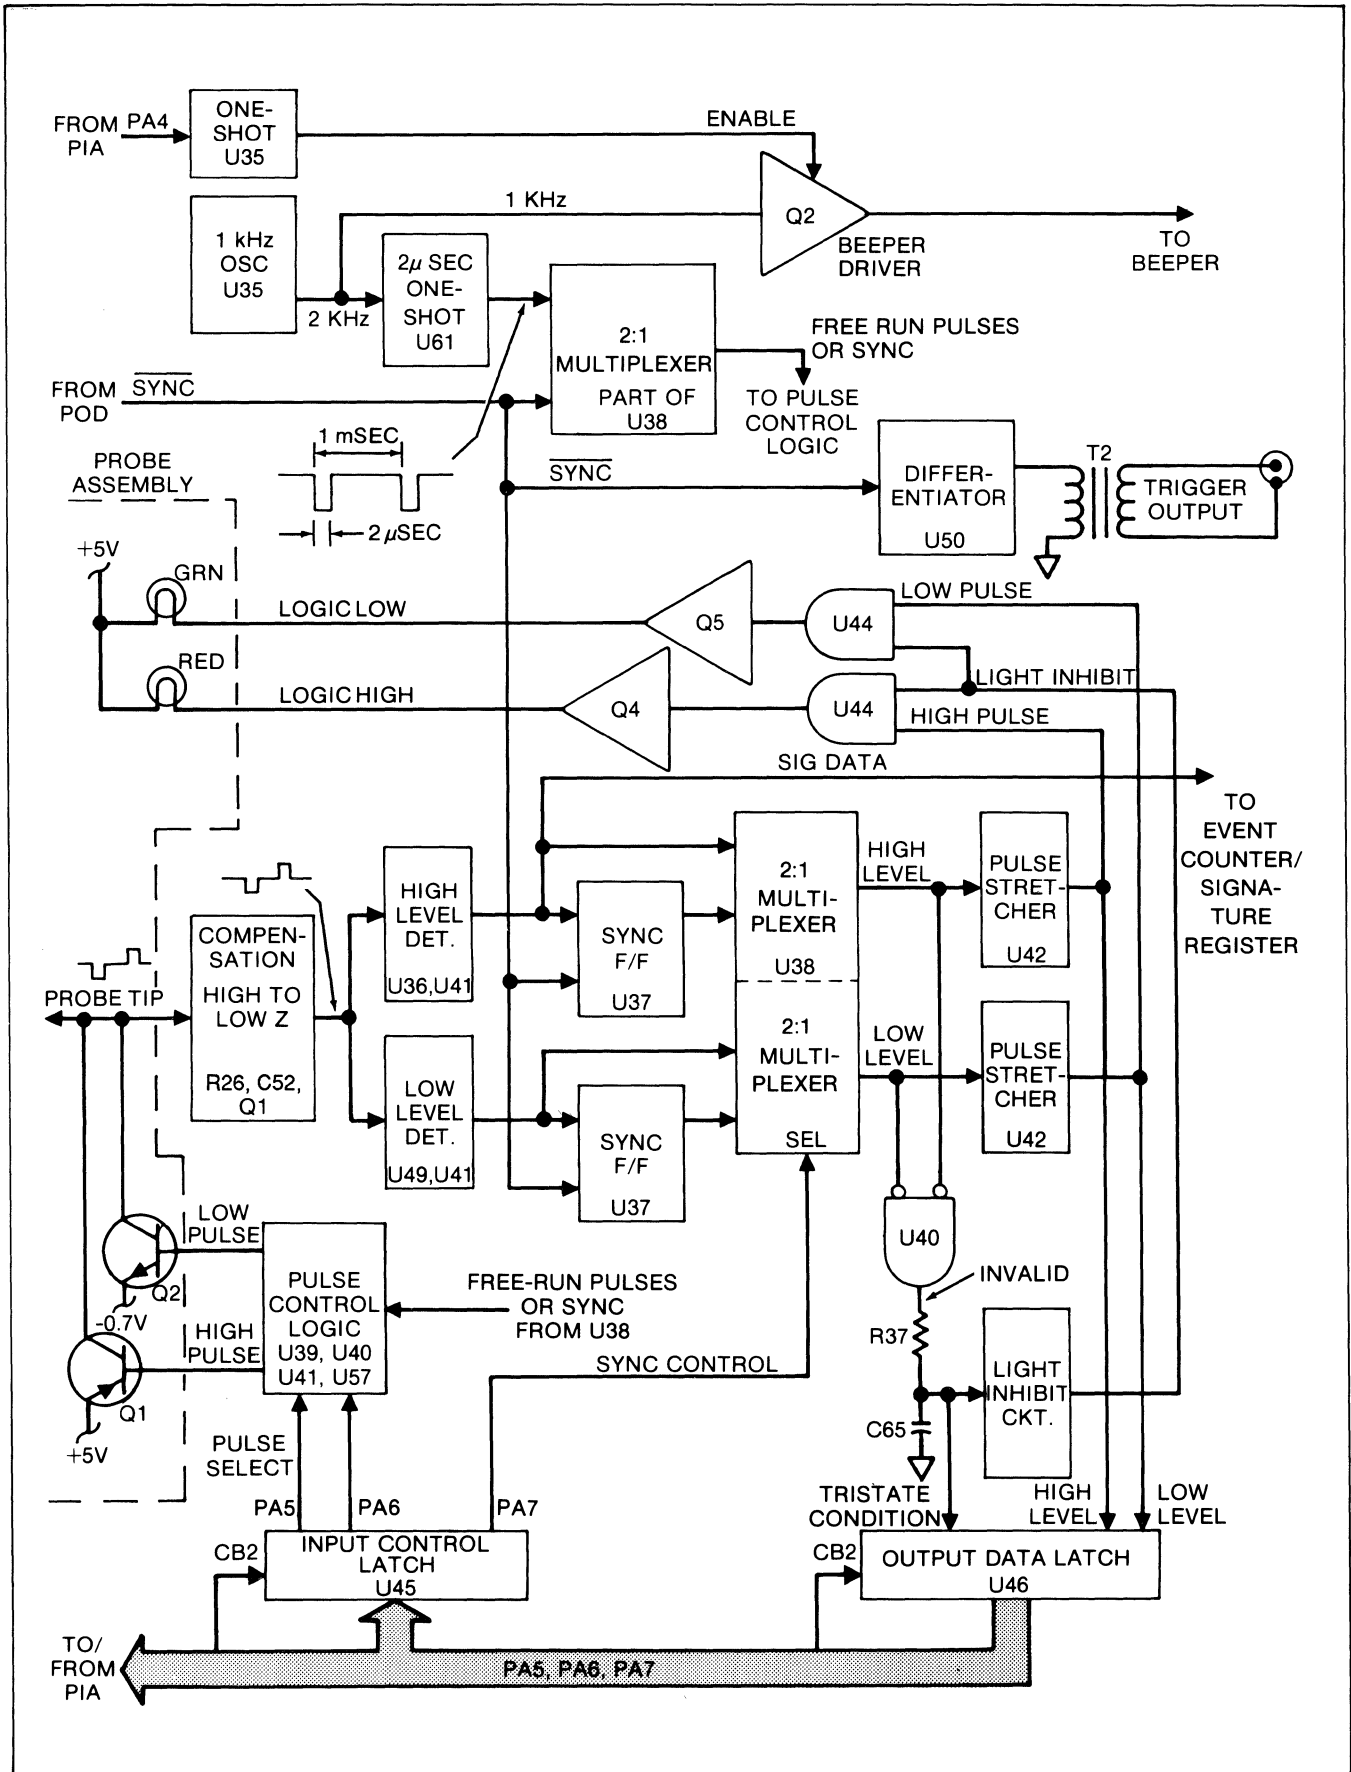 ONE-
SHOT
U35
FROM PA4
PIA
ENABLE
1 kHz
OSC
U35
1 KHz
Q2
BEEPER
DRIVER
TO
BEEPER
2 KHz
2μ SEC
ONE-
SHOT
U61
2:1
MULTIPLEXER
PART OF
U38
FREE RUN PULSES
OR SYNC
TO PULSE
CONTROL
LOGIC
FROM
POD
SYNC
1 mSEC
2 μSEC
SYNC
DIFFER-
ENTIATOR
U50
T2
TRIGGER
OUTPUT
PROBE
ASSEMBLY
+5V
GRN
LOGIC LOW
Q5
U44
LOW PULSE
RED
LOGIC HIGH
Q4
U44
LIGHT INHIBIT
HIGH PULSE
SIG DATA
TO
EVENT
COUNTER/
SIGNA-
TURE
REGISTER
PROBE TIP
COMPEN-
SATION
HIGH TO
LOW Z
R26, C52,
Q1
HIGH
LEVEL
DET.
U36,U41
LOW
LEVEL
DET.
U49,U41
SYNC
F/F
U37
SYNC
F/F
U37
2:1
MULTI-
PLEXER
U38
2:1
MULTI-
PLEXER
SEL
HIGH
LEVEL
LOW
LEVEL
PULSE
STRET-
CHER
U42
PULSE
STRET-
CHER
U42
U40
INVALID
R37
C65
LIGHT
INHIBIT
CKT.
LOW
PULSE
Q2
-0.7V
HIGH
PULSE
Q1
+5V
PULSE
CONTROL
LOGIC
U39, U40
U41, U57
FREE-RUN PULSES
OR SYNC
FROM U38
SYNC CONTROL
PULSE
SELECT
PA5
PA6
PA7
TRISTATE
CONDITION
HIGH
LEVEL
LOW
LEVEL
CB2
INPUT CONTROL
LATCH
U45
CB2
OUTPUT DATA LATCH
U46
TO/
FROM
PIA
PA5, PA6, PA7